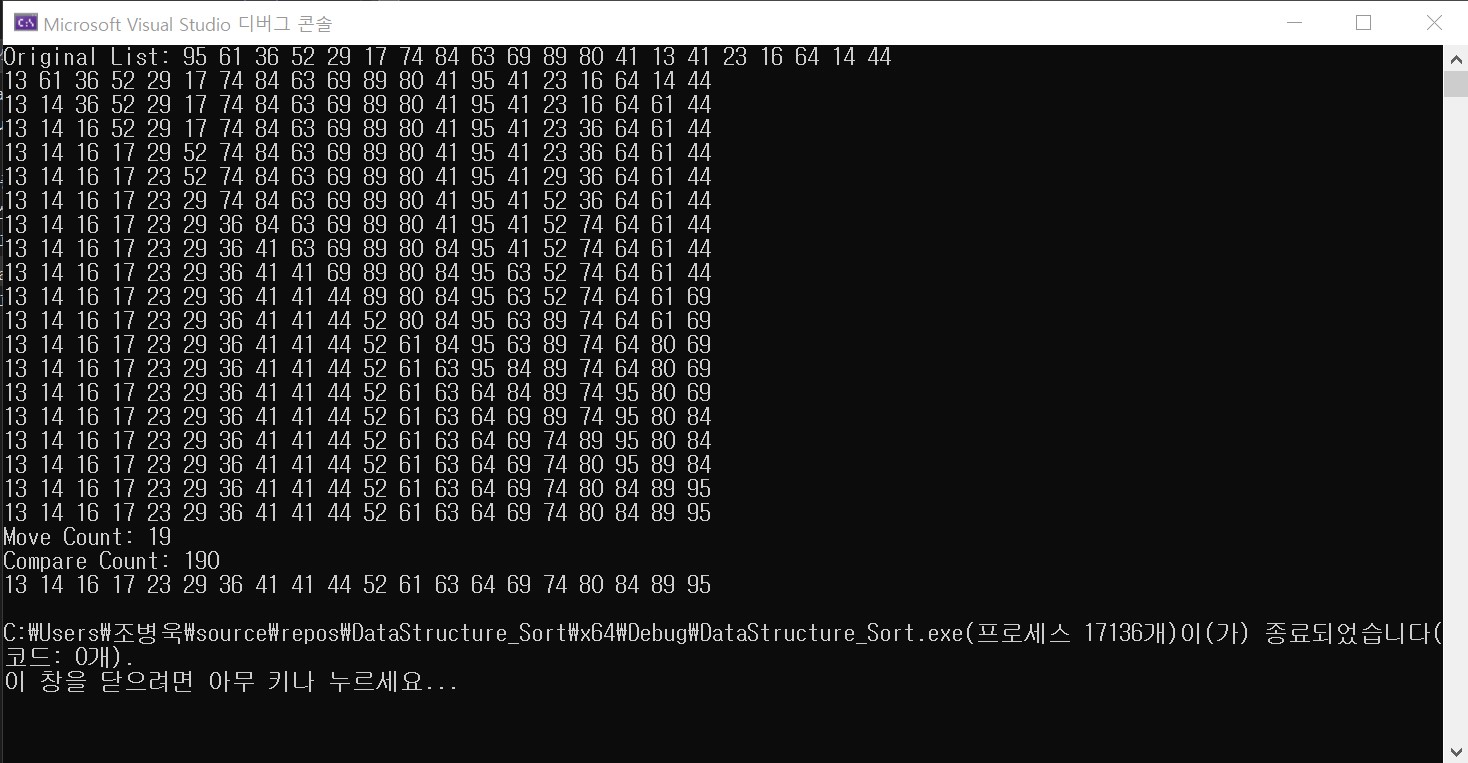 Microsoft Visual Studio 디버그 콘솔
Original List: 95 61 36 52 29 17 74 84 63 69 89 80 41 13 41 23 16 64 14 44
13 61 36 52 29 17 74 84 63 69 89 80 41 95 41 23 16 64 14 44
13 14 36 52 29 17 74 84 63 69 89 80 41 95 41 23 16 64 61 44
13 14 16 52 29 17 74 84 63 69 89 80 41 95 41 23 36 64 61 44
13 14 16 17 29 52 74 84 63 69 89 80 41 95 41 23 36 64 61 44
13 14 16 17 23 52 74 84 63 69 89 80 41 95 41 29 36 64 61 44
13 14 16 17 23 29 74 84 63 69 89 80 41 95 41 52 36 64 61 44
13 14 16 17 23 29 36 84 63 69 89 80 41 95 41 52 74 64 61 44
13 14 16 17 23 29 36 41 63 69 89 80 84 95 41 52 74 64 61 44
13 14 16 17 23 29 36 41 41 69 89 80 84 95 63 52 74 64 61 44
13 14 16 17 23 29 36 41 41 44 89 80 84 95 63 52 74 64 61 69
13 14 16 17 23 29 36 41 41 44 52 80 84 95 63 89 74 64 61 69
13 14 16 17 23 29 36 41 41 44 52 61 84 95 63 89 74 64 80 69
13 14 16 17 23 29 36 41 41 44 52 61 63 95 84 89 74 64 80 69
13 14 16 17 23 29 36 41 41 44 52 61 63 64 84 89 74 95 80 69
13 14 16 17 23 29 36 41 41 44 52 61 63 64 69 89 74 95 80 84
13 14 16 17 23 29 36 41 41 44 52 61 63 64 69 74 89 95 80 84
13 14 16 17 23 29 36 41 41 44 52 61 63 64 69 74 80 95 89 84
13 14 16 17 23 29 36 41 41 44 52 61 63 64 69 74 80 84 89 95
13 14 16 17 23 29 36 41 41 44 52 61 63 64 69 74 80 84 89 95
Move Count: 19
Compare Count: 190
13 14 16 17 23 29 36 41 41 44 52 61 63 64 69 74 80 84 89 95
C:₩Users₩조병욱₩source₩repos₩DataStructure_Sort₩x64₩Debug₩DataStructure_Sort.exe(프로세스 17136개)이(가) 종료되었습니다(
코드: 0개).
이 창을 닫으려면 아무 키나 누르세요...